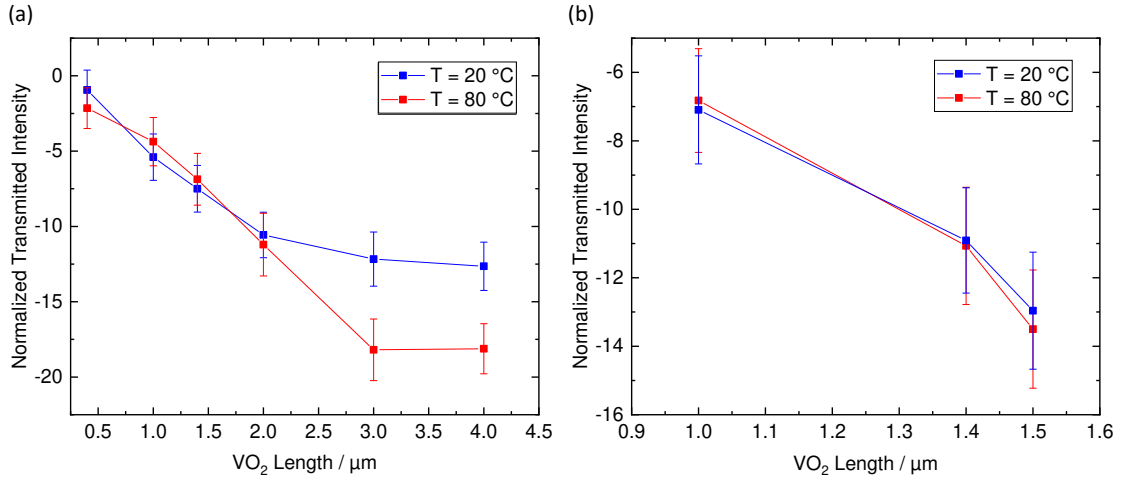 (a)
T = 20 °C
T = 80 °C
0
-5
-10
-15
-20
0.5 1.0 1.5 2.0 2.5 3.0 3.5 4.0 4.5
VO2 Length / µm
Normalized Transmitted Intensity
(b)
T = 20 °C
T = 80 °C
-6
-8
-10
-12
-14
-16
0.9 1.0 1.1 1.2 1.3 1.4 1.5 1.6
VO2 Length / µm
Normalized Transmitted Intensity